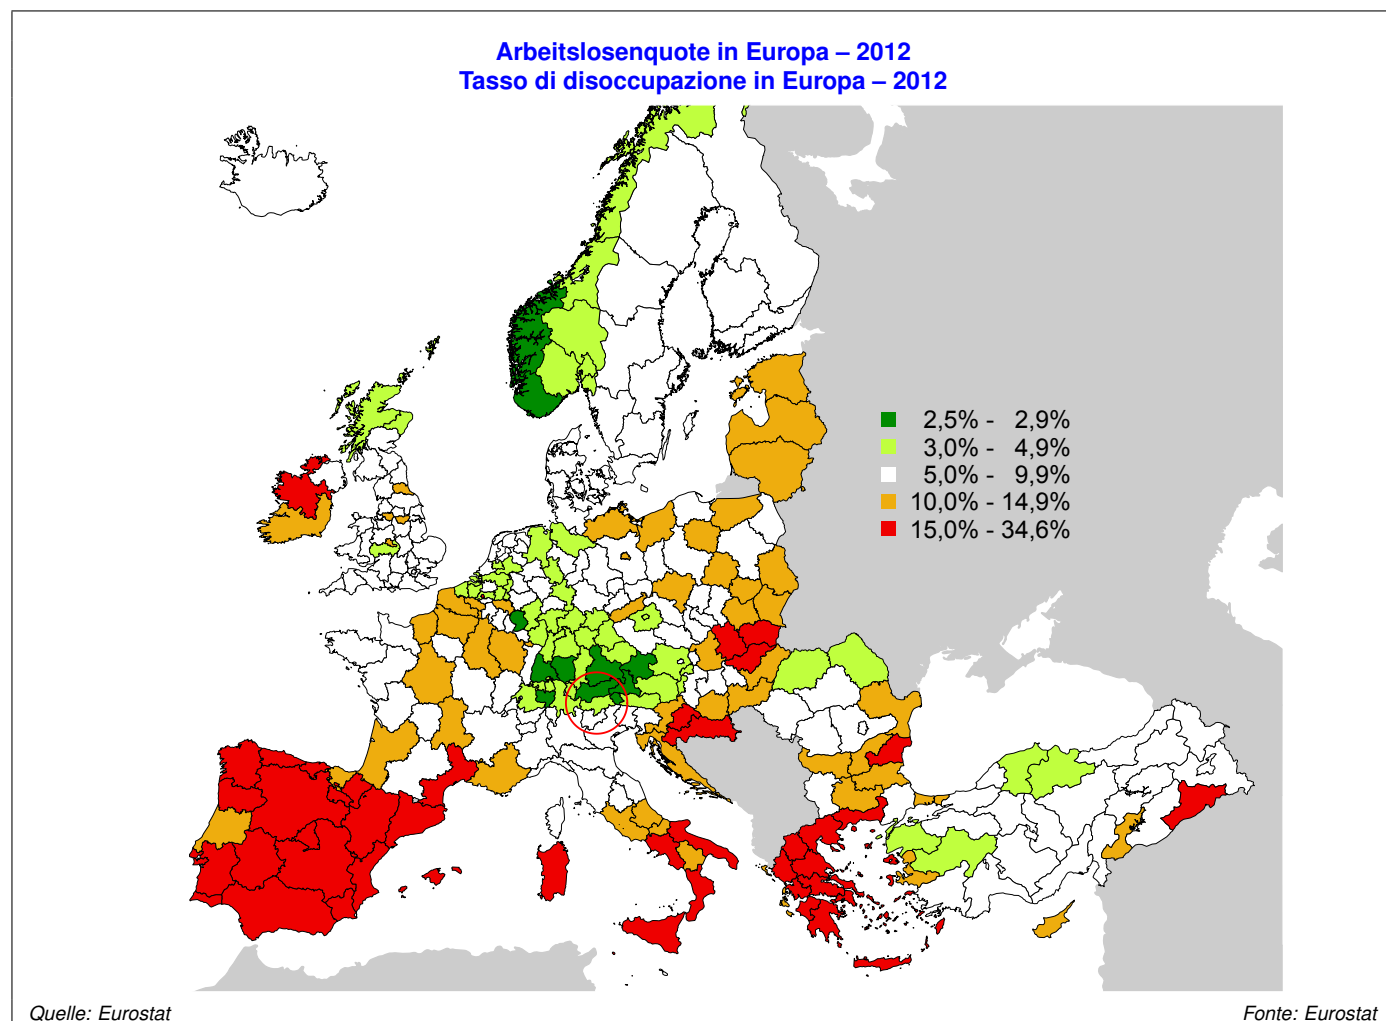 Arbeitslosenquote in Europa – 2012
Tasso di disoccupazione in Europa – 2012
2,5% - 2,9%
3,0% - 4,9%
5,0% - 9,9%
10,0% - 14,9%
15,0% - 34,6%
Quelle: Eurostat
Fonte: Eurostat